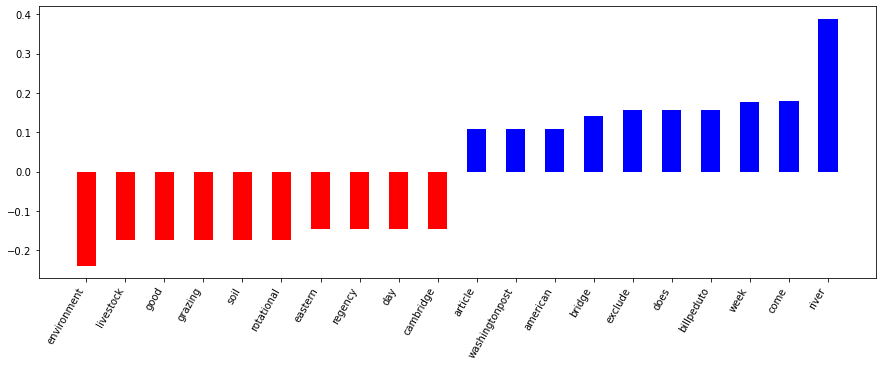 0.4
0.3
0.2
0.1
0.0
−0.1
−0.2
environment
livestock
good
grazing
soil
rotational
eastern
regency
day
cambridge
article
washingtonpost
american
bridge
exclude
does
billpeduto
week
come
river